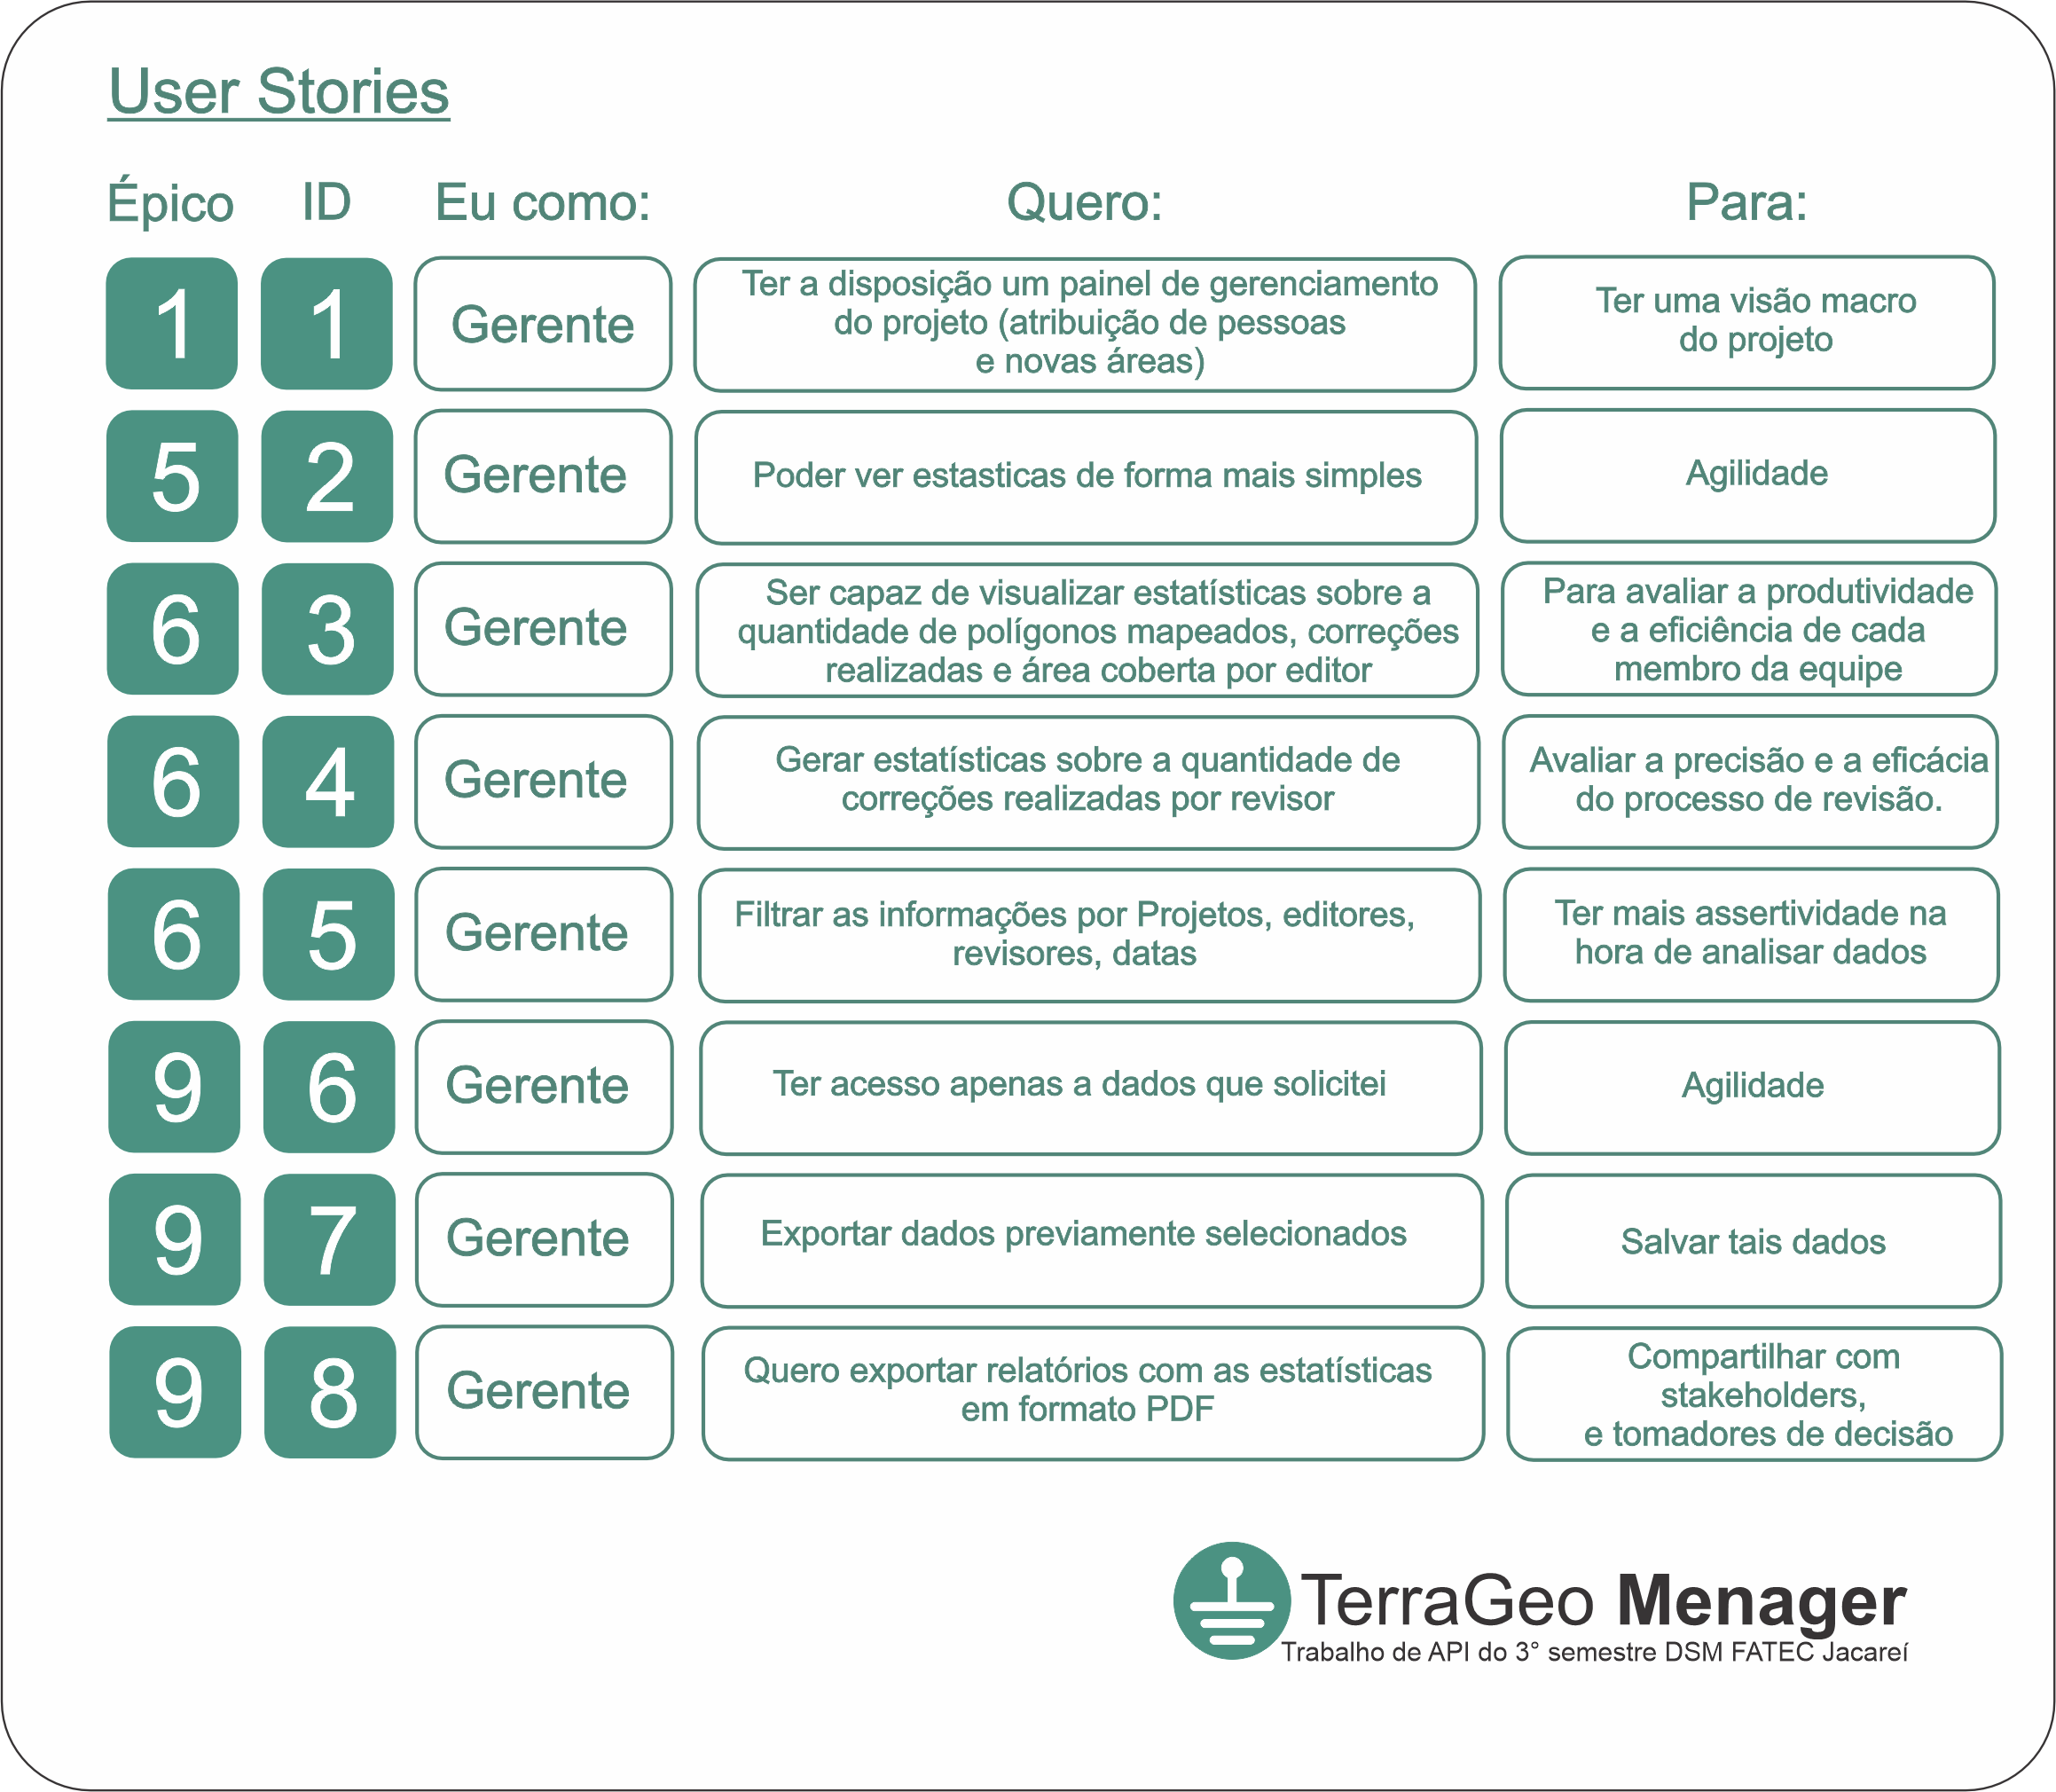 User Stories
Épico ID Eu como: Quero: Para:
1 1 Gerente
Ter a disposição um painel de gerenciamento
do projeto (atribuição de pessoas
e novas áreas)
Ter uma visão macro
do projeto
5 2 Gerente
Poder ver estasticas de forma mais simples
Agilidade
6 3 Gerente
Ser capaz de visualizar estatísticas sobre a
quantidade de polígonos mapeados, correções
realizadas e área coberta por editor
Para avaliar a produtividade
e a eficiência de cada
membro da equipe
6 4 Gerente
Gerar estatísticas sobre a quantidade de
correções realizadas por revisor
Avaliar a precisão e a eficácia
do processo de revisão.
6 5 Gerente
Filtrar as informações por Projetos, editores,
revisores, datas
Ter mais assertividade na
hora de analisar dados
9 6 Gerente
Ter acesso apenas a dados que solicitei
Agilidade
9 7 Gerente
Exportar dados previamente selecionados
Salvar tais dados
9 8 Gerente
Quero exportar relatórios com as estatísticas
em formato PDF
Compartilhar com
stakeholders,
e tomadores de decisão
TerraGeo Menager
Trabalho de API do 3° semestre DSM FATEC Jacareí